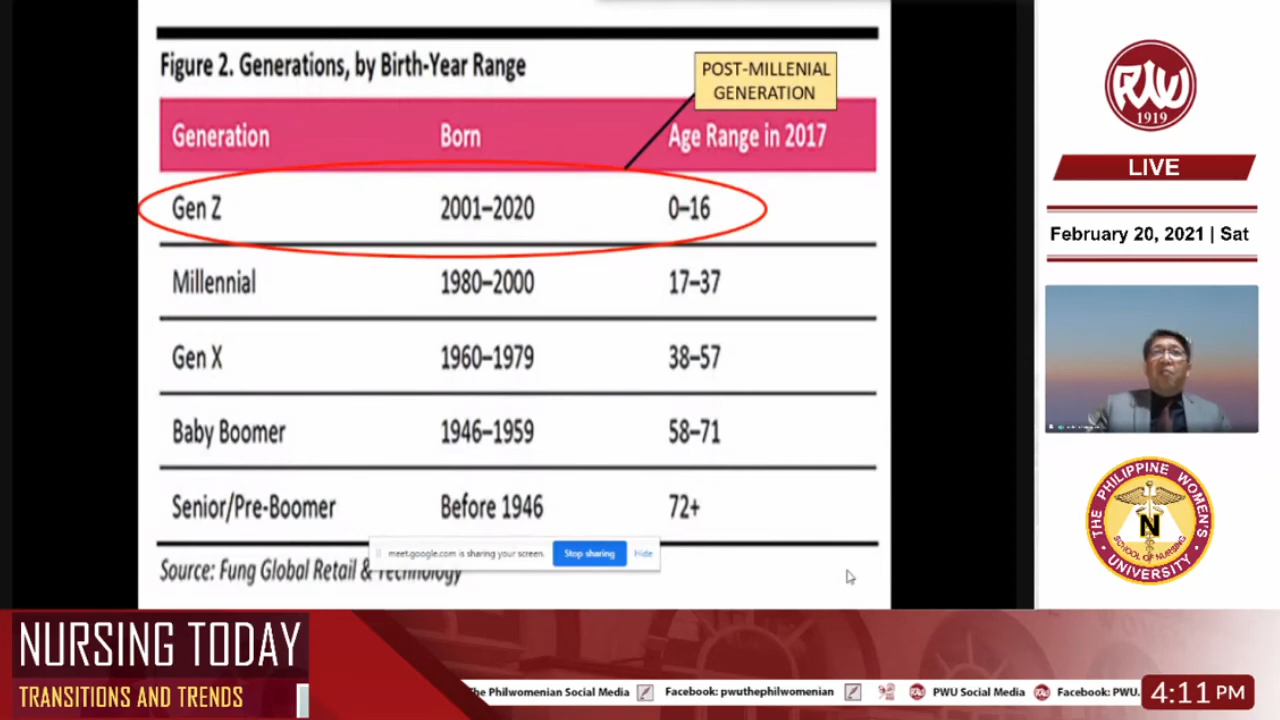 Figure 2. Generations, by Birth-Year Range
POST-MILLENIAL
GENERATION
Generation Born Age Range in 2017
Gen Z 2001–2020 0–16
Millennial 1980–2000 17–37
Gen X 1960–1979 38–57
Baby Boomer 1946–1959 58–71
Senior/Pre-Boomer Before 1946 72+
meet.google.com is sharing your screen. Stop sharing Hide
Source: Fung Global Retail & Technology
PWU
1919
LIVE
February 20, 2021 | Sat
THE PHILIPPINE WOMEN'S
UNIVERSITY
SCHOOL OF NURSING
N
NURSING TODAY
TRANSITIONS AND TRENDS
The Philwomenian Social Media Facebook: pwuthephilwomenian PWU Social Media Facebook: PWU.
4:11 PM